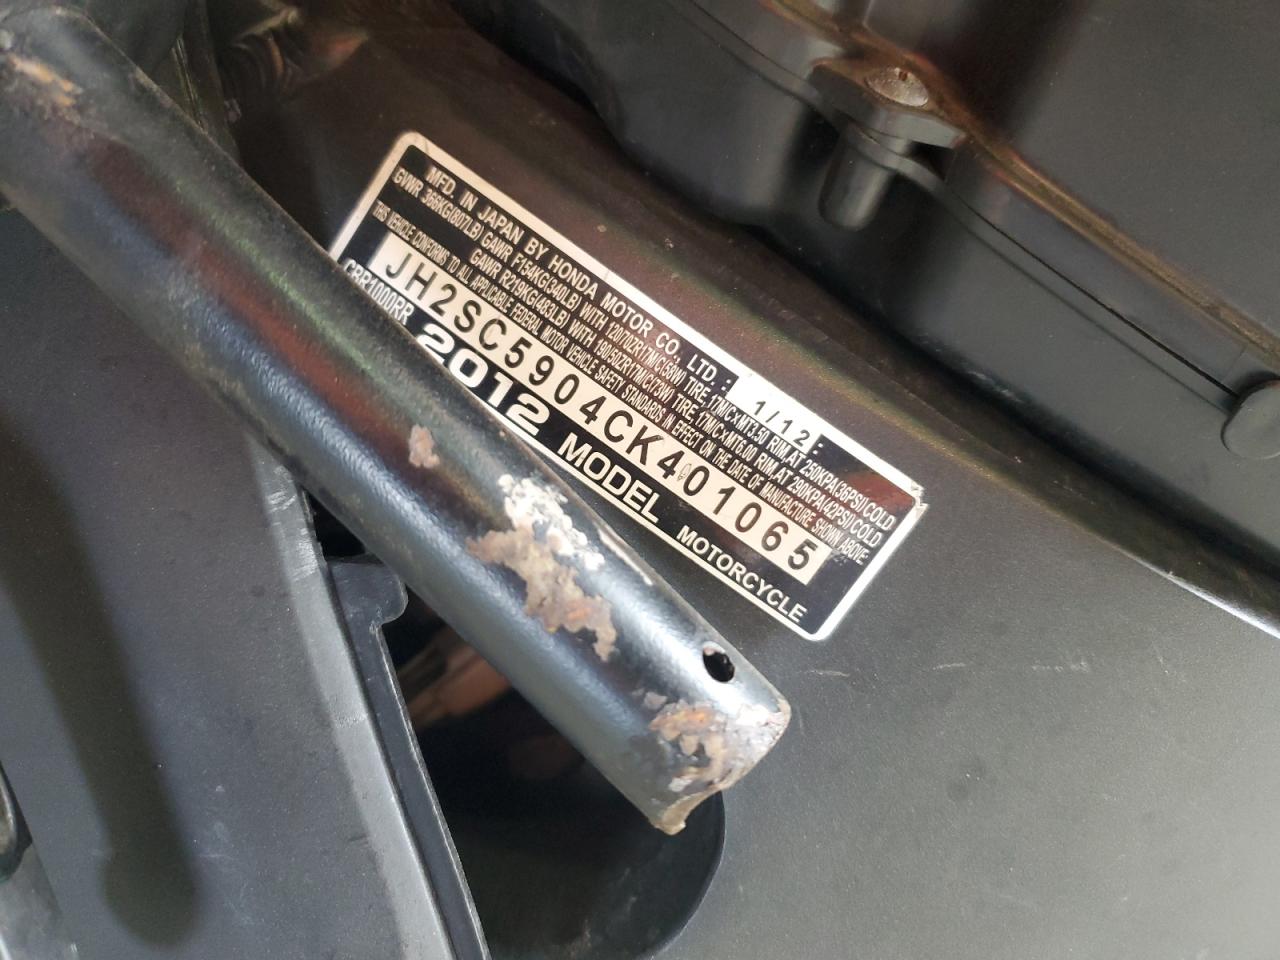 MFD. IN JAPAN BY HONDA MOTOR CO., LTD. : 1/12 :
GVWR 366KG(807LB) GAWR F154KG(340LB) WITH 120/70ZR17M/C(58W) TIRE,17M/C×MT3.50 RIM,AT 250KPA(36PSI)COLD
GAWR R219KG(483LB) WITH 190/50ZR17M/C(73W) TIRE,17M/C×MT6.00 RIM,AT 290KPA(42PSI)COLD
THIS VEHICLE CONFORMS TO ALL APPLICABLE FEDERAL MOTOR VEHICLE SAFETY STANDARDS IN EFFECT ON THE DATE OF MANUFACTURE SHOWN ABOVE
JH2SC5904CK401065
CBR1000RR 2012 MODEL MOTORCYCLE